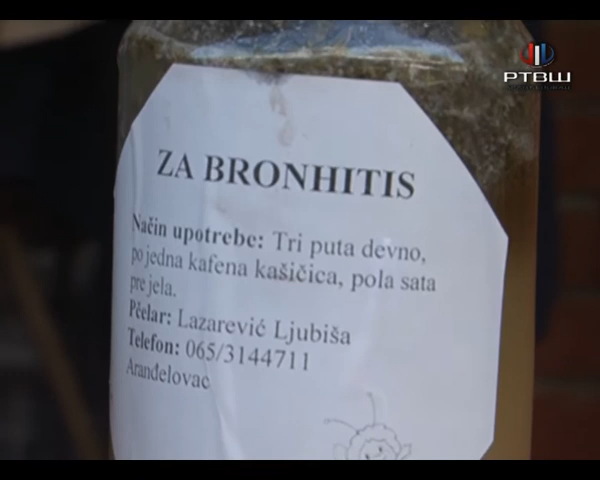 РТВШ
ZA BRONHITIS
Način upotrebe: Tri puta devno,
po jedna kafena kašičica, pola sata
pre jela.
Pčelar: Lazarević Ljubiša
Telefon: 065/3144711
Aranđelovac